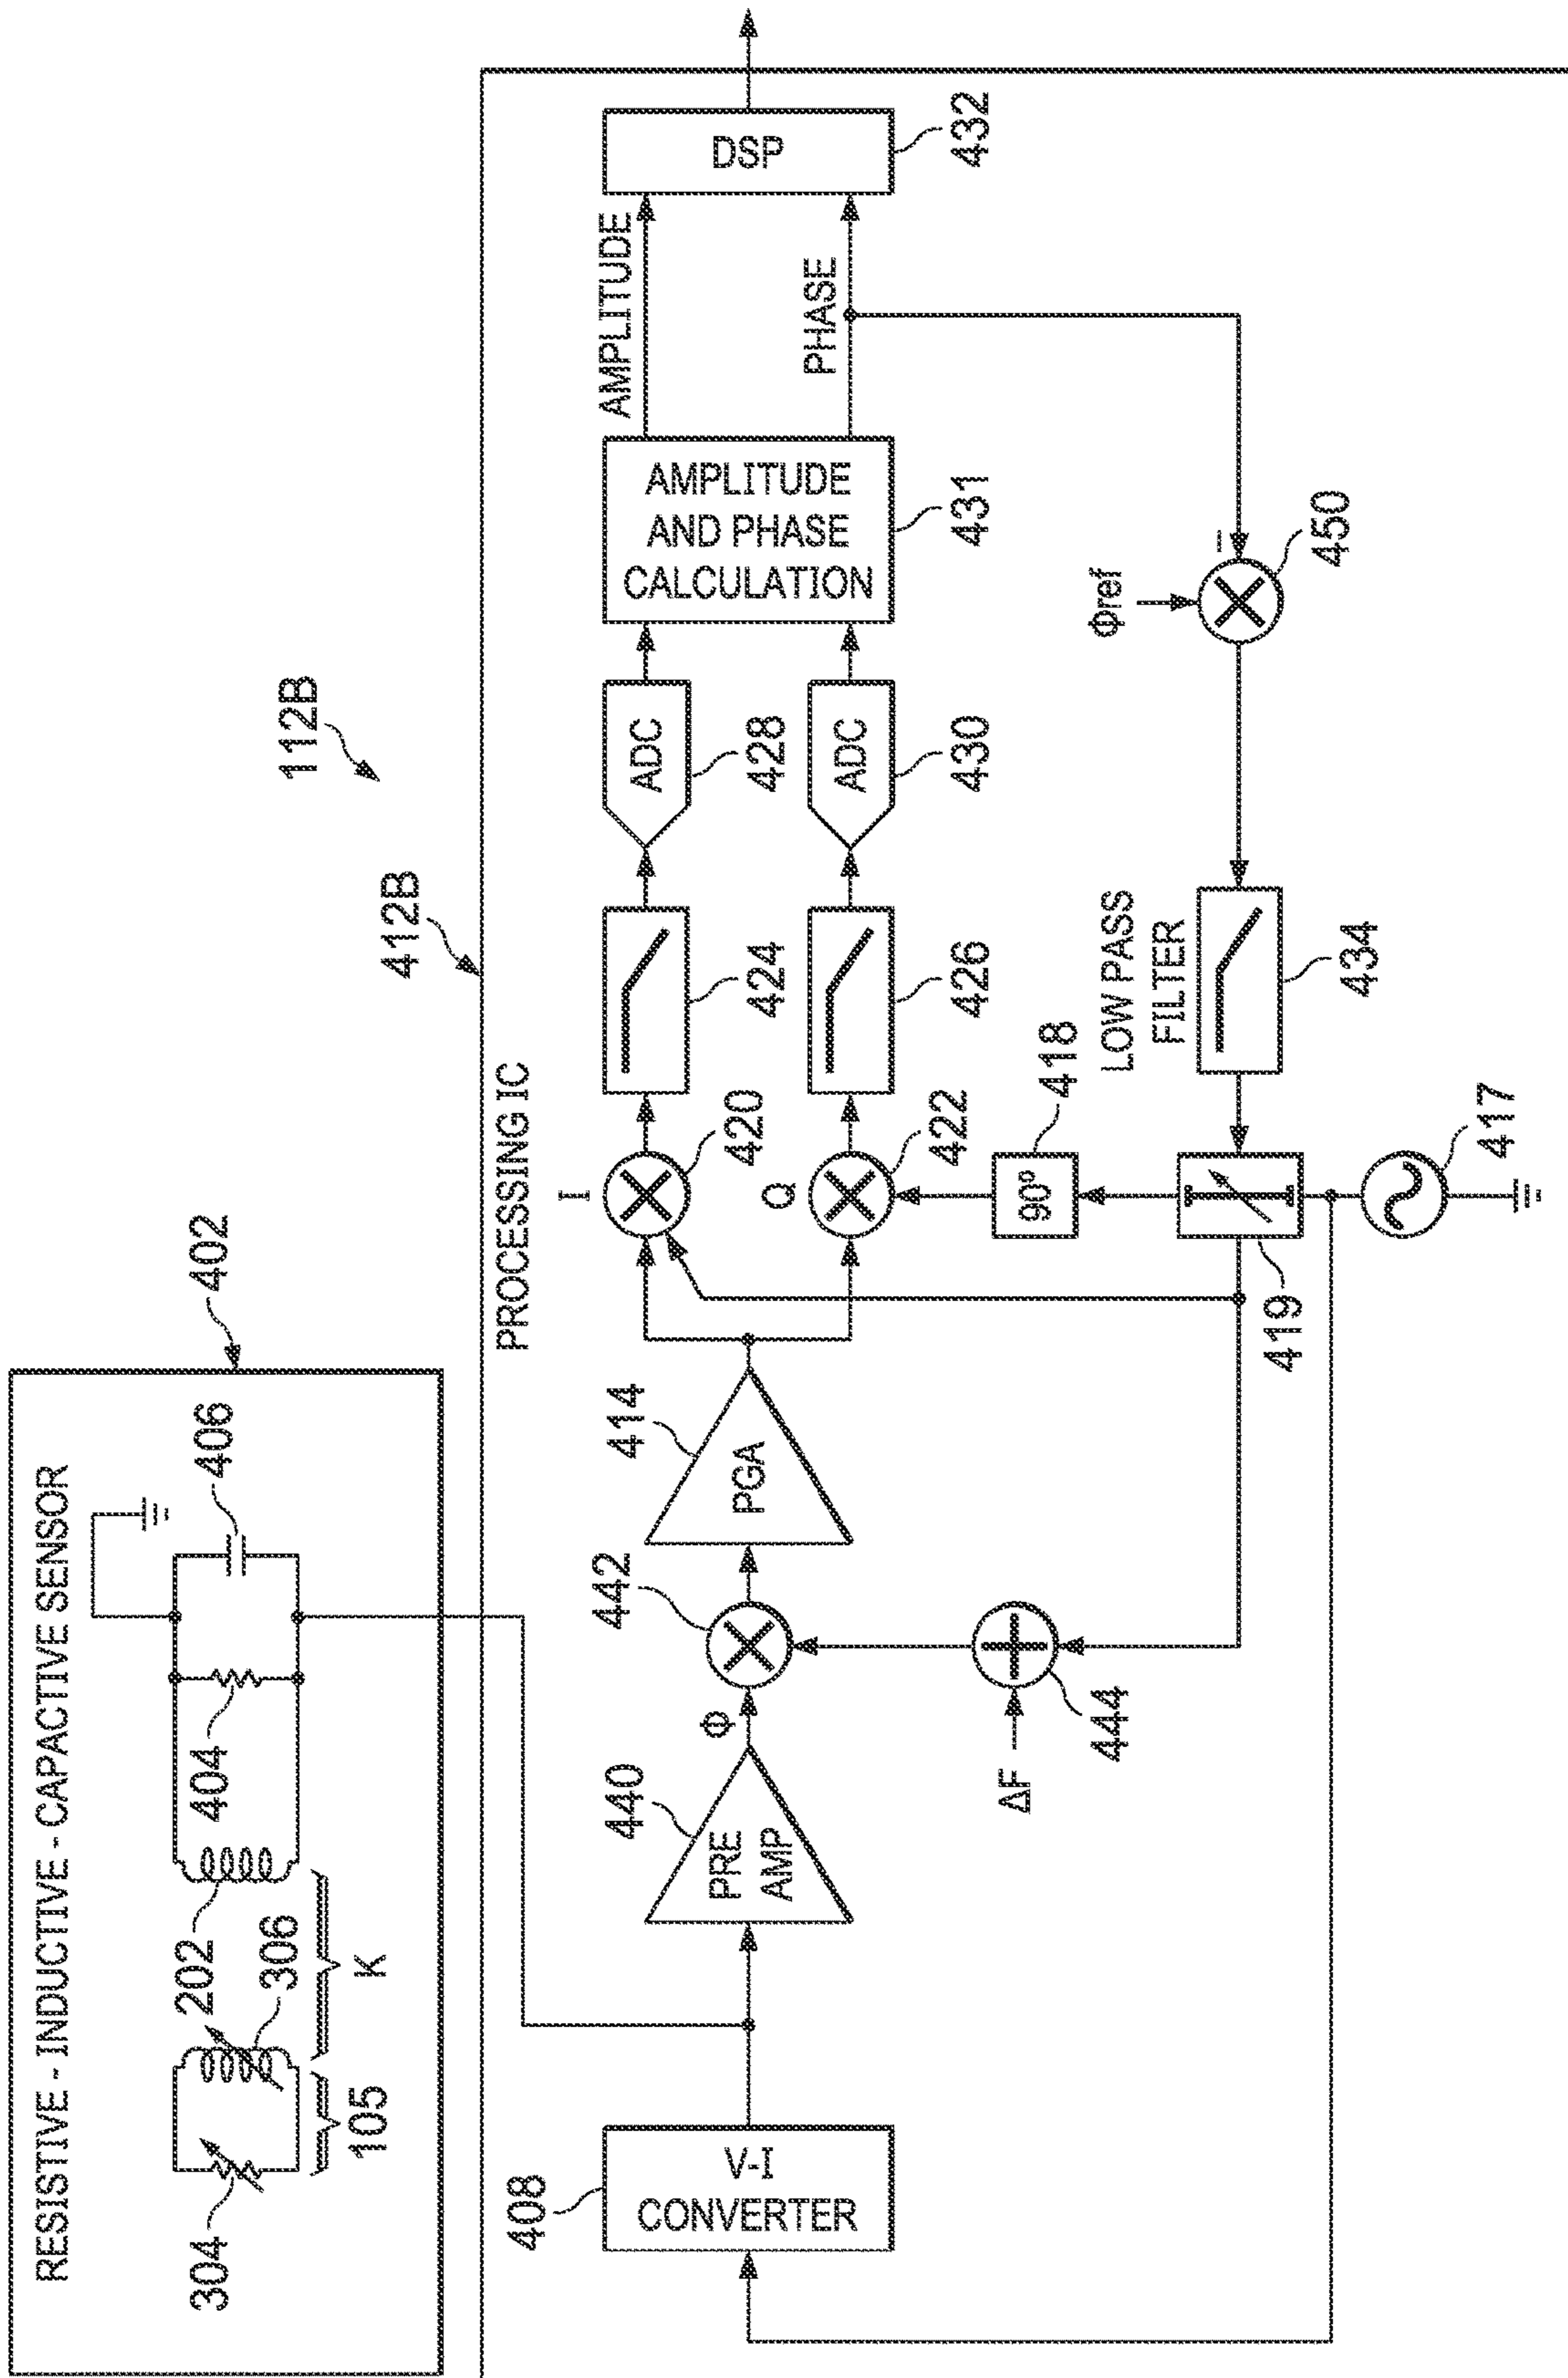 112B
RESISTIVE - INDUCTIVE - CAPACTIVE SENSOR
402
304
105
306
202
K
404
406
412B
PROCESSING IC
408
V-I
CONVERTER
440
PRE
AMP
Φ
442
414
PGA
ΔF
444
I
420
Q
422
90º
418
419
417
424
426
ADC
428
ADC
430
AMPLITUDE
AND PHASE
CALCULATION
431
AMPLITUDE
PHASE
DSP
432
LOW PASS
FILTER
434
Φref
–
450